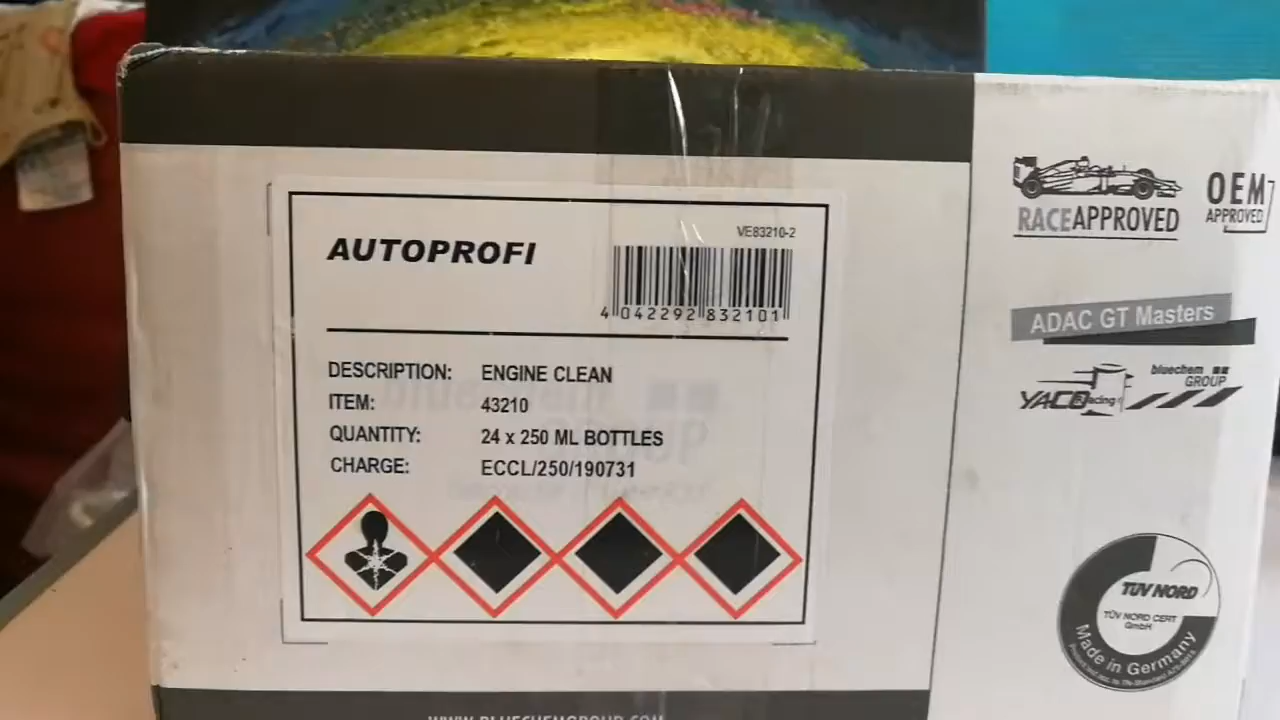 VE83210-2
AUTOPROFI
4 042292 832101
DESCRIPTION: ENGINE CLEAN
ITEM: 43210
QUANTITY: 24 x 250 ML BOTTLES
CHARGE: ECCL/250/190731
RACEAPPROVED
OEM
APPROVED
ADAC GT Masters
YACO Racing
bluechem
GROUP
TÜV NORD
TÜV NORD CERT
GmbH
Made in Germany
WWW.BLUECHEMGROUP.COM